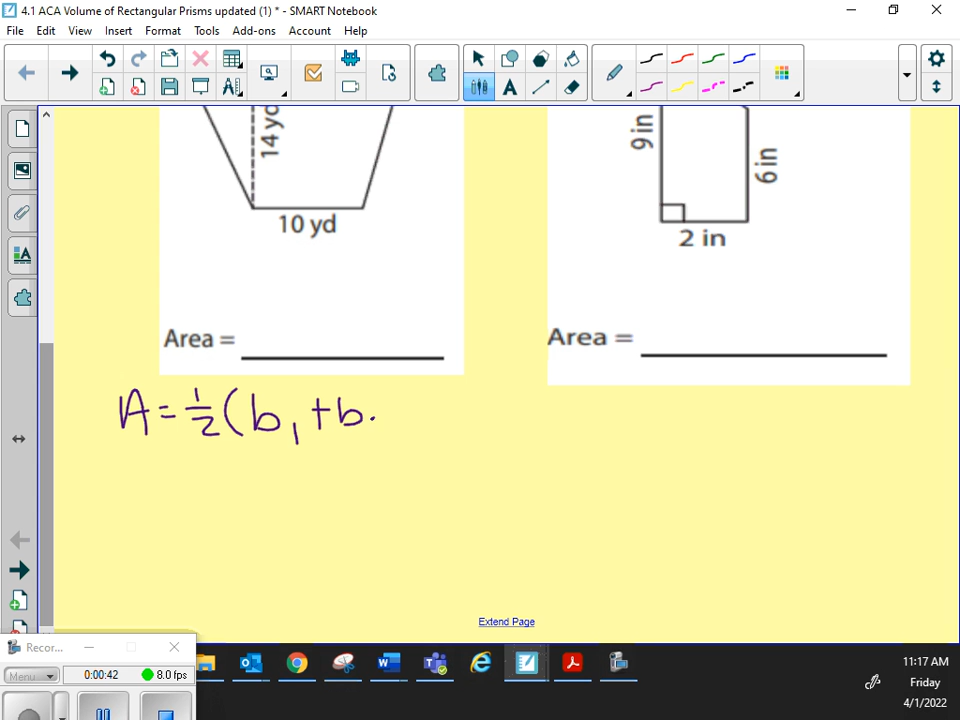 4.1 ACA Volume of Rectangular Prisms updated (1) * - SMART Notebook
File Edit View Insert Format Tools Add-ons Account Help
14 yd
10 yd
9 in
6 in
2 in
Area =
Area =
A = 1/2 (b1 + b
Extend Page
Recor...
Menu
0:00:42
8.0 fps
11:17 AM
Friday
4/1/2022